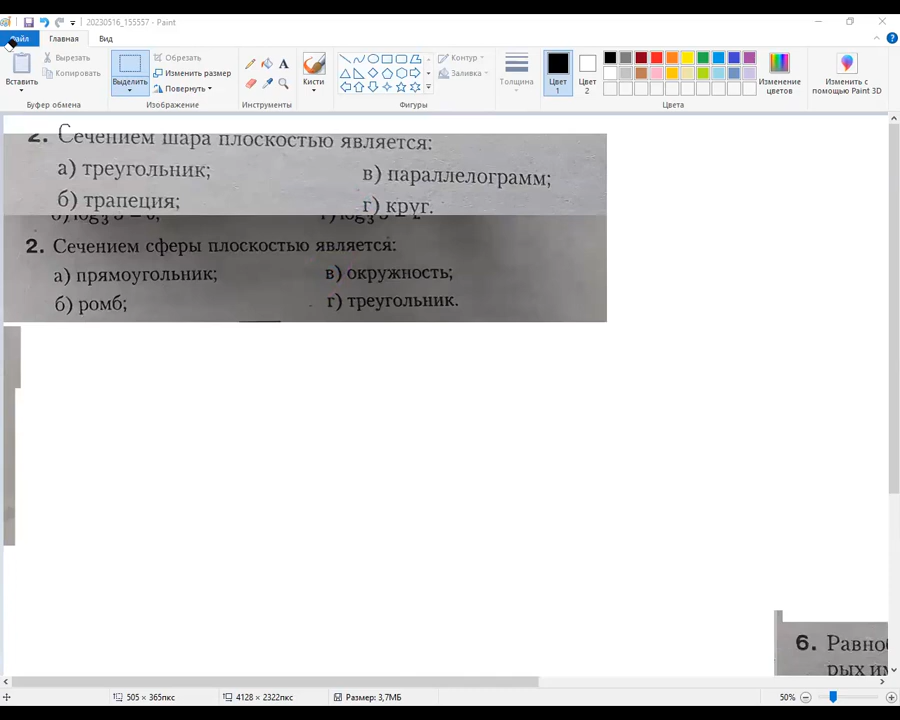 20230516_155557 - Paint
Файл Главная Вид
Вставить
Вырезать
Копировать
Буфер обмена
Выделить
Обрезать
Изменить размер
Повернуть
Изображение
A
Инструменты
Кисти
Контур
Заливка
Фигуры
Толщина
Цвет 1
Цвет 2
Цвета
Изменение цветов
Изменить с помощью Paint 3D
2. Сечением шара плоскостью является:
а) треугольник; в) параллелограмм;
б) трапеция; г) круг.
2. Сечением сферы плоскостью является:
а) прямоугольник; в) окружность;
б) ромб; г) треугольник.
6. Равно
рых им
505 × 365пкс 4128 × 2322пкс Размер: 3,7МБ 50%